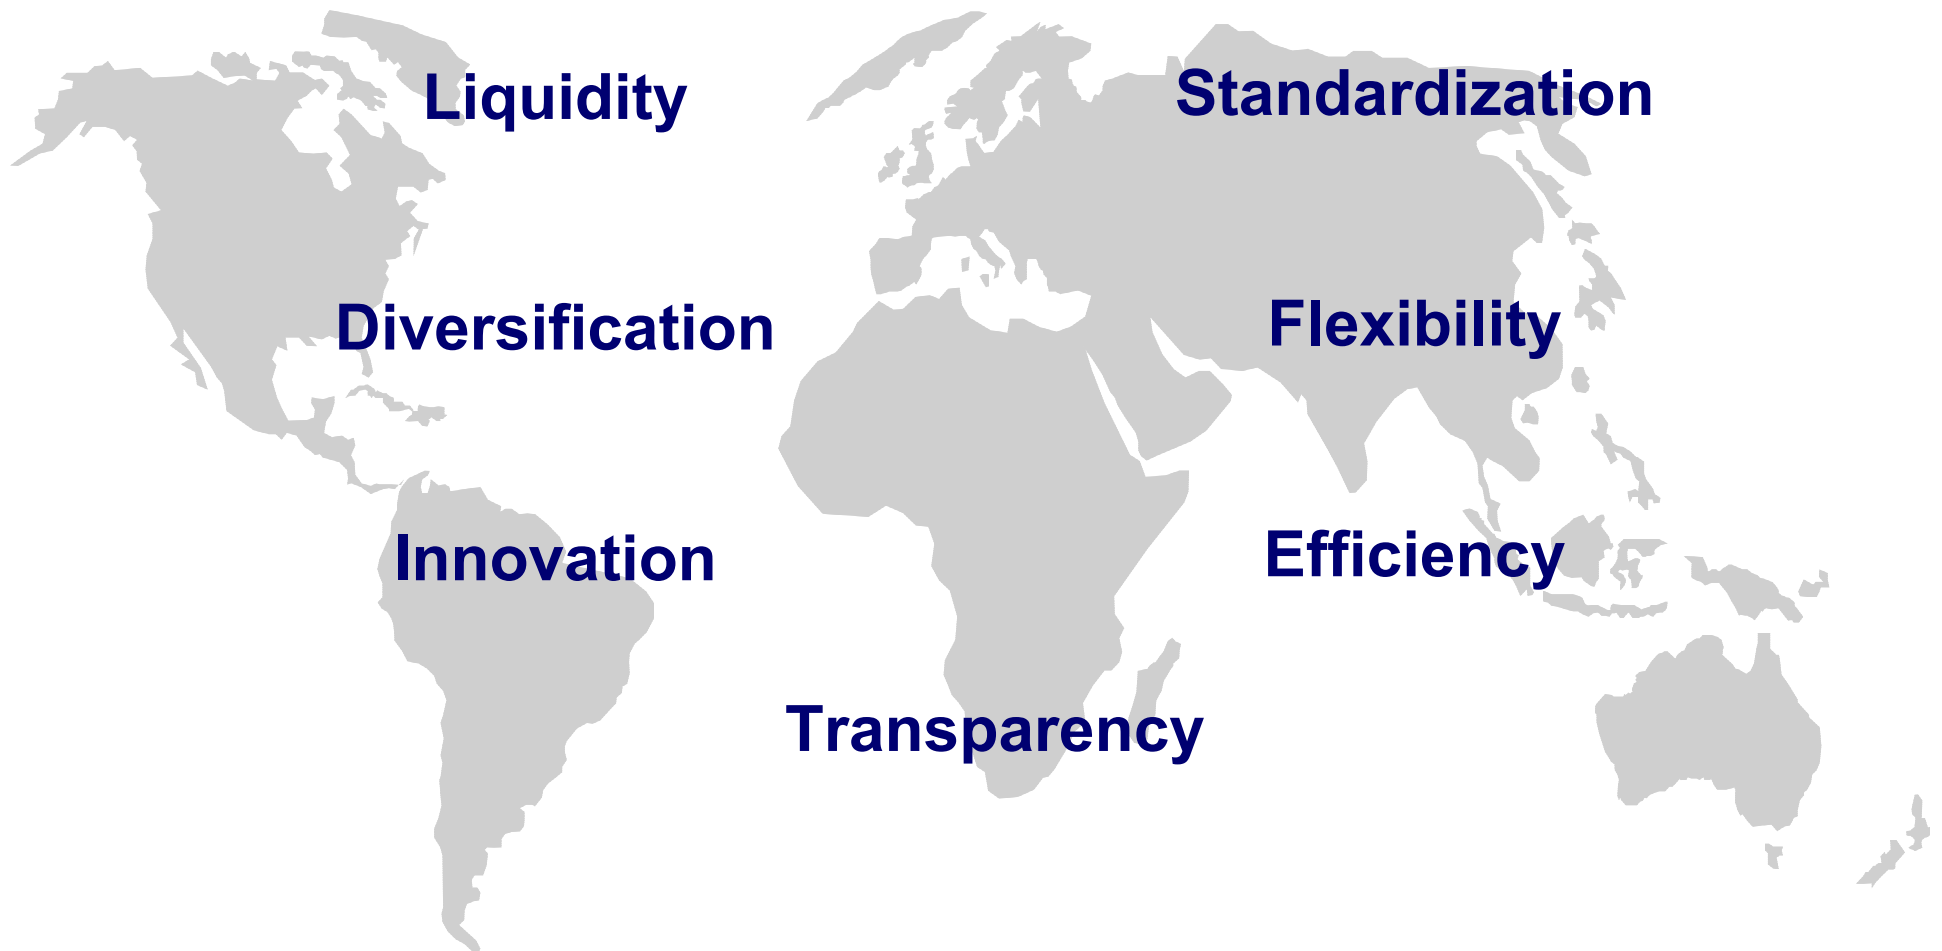 Liquidity
Standardization
Diversification
Flexibility
Innovation
Efficiency
Transparency